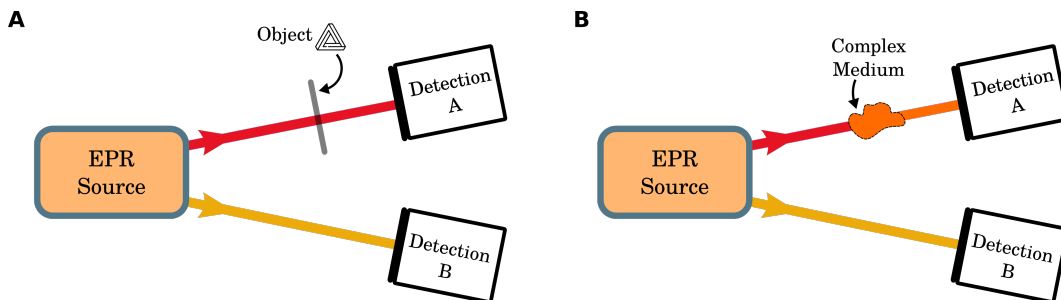 A
Object
EPR
Source
Detection
A
Detection
B
B
Complex
Medium
EPR
Source
Detection
A
Detection
B